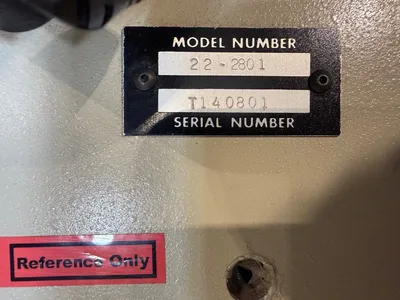 MODEL NUMBER
22-2801
T140801
SERIAL NUMBER
Reference Only